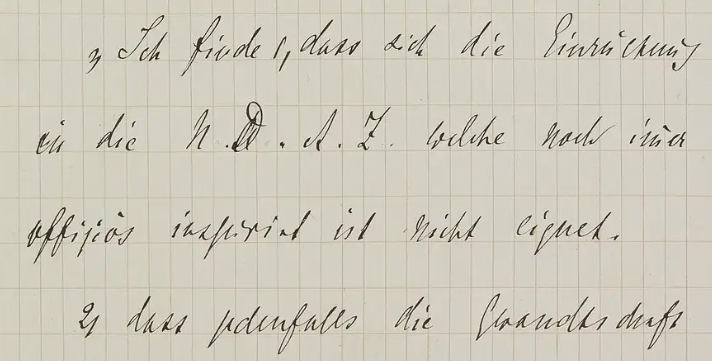 „ Ich finde 1, dass sich die Einrückung
in die N. D. A. Z. welche noch immer
offiziös inspirirt ist nicht eignet.
2, dass jedenfalls die Gesandtschaft